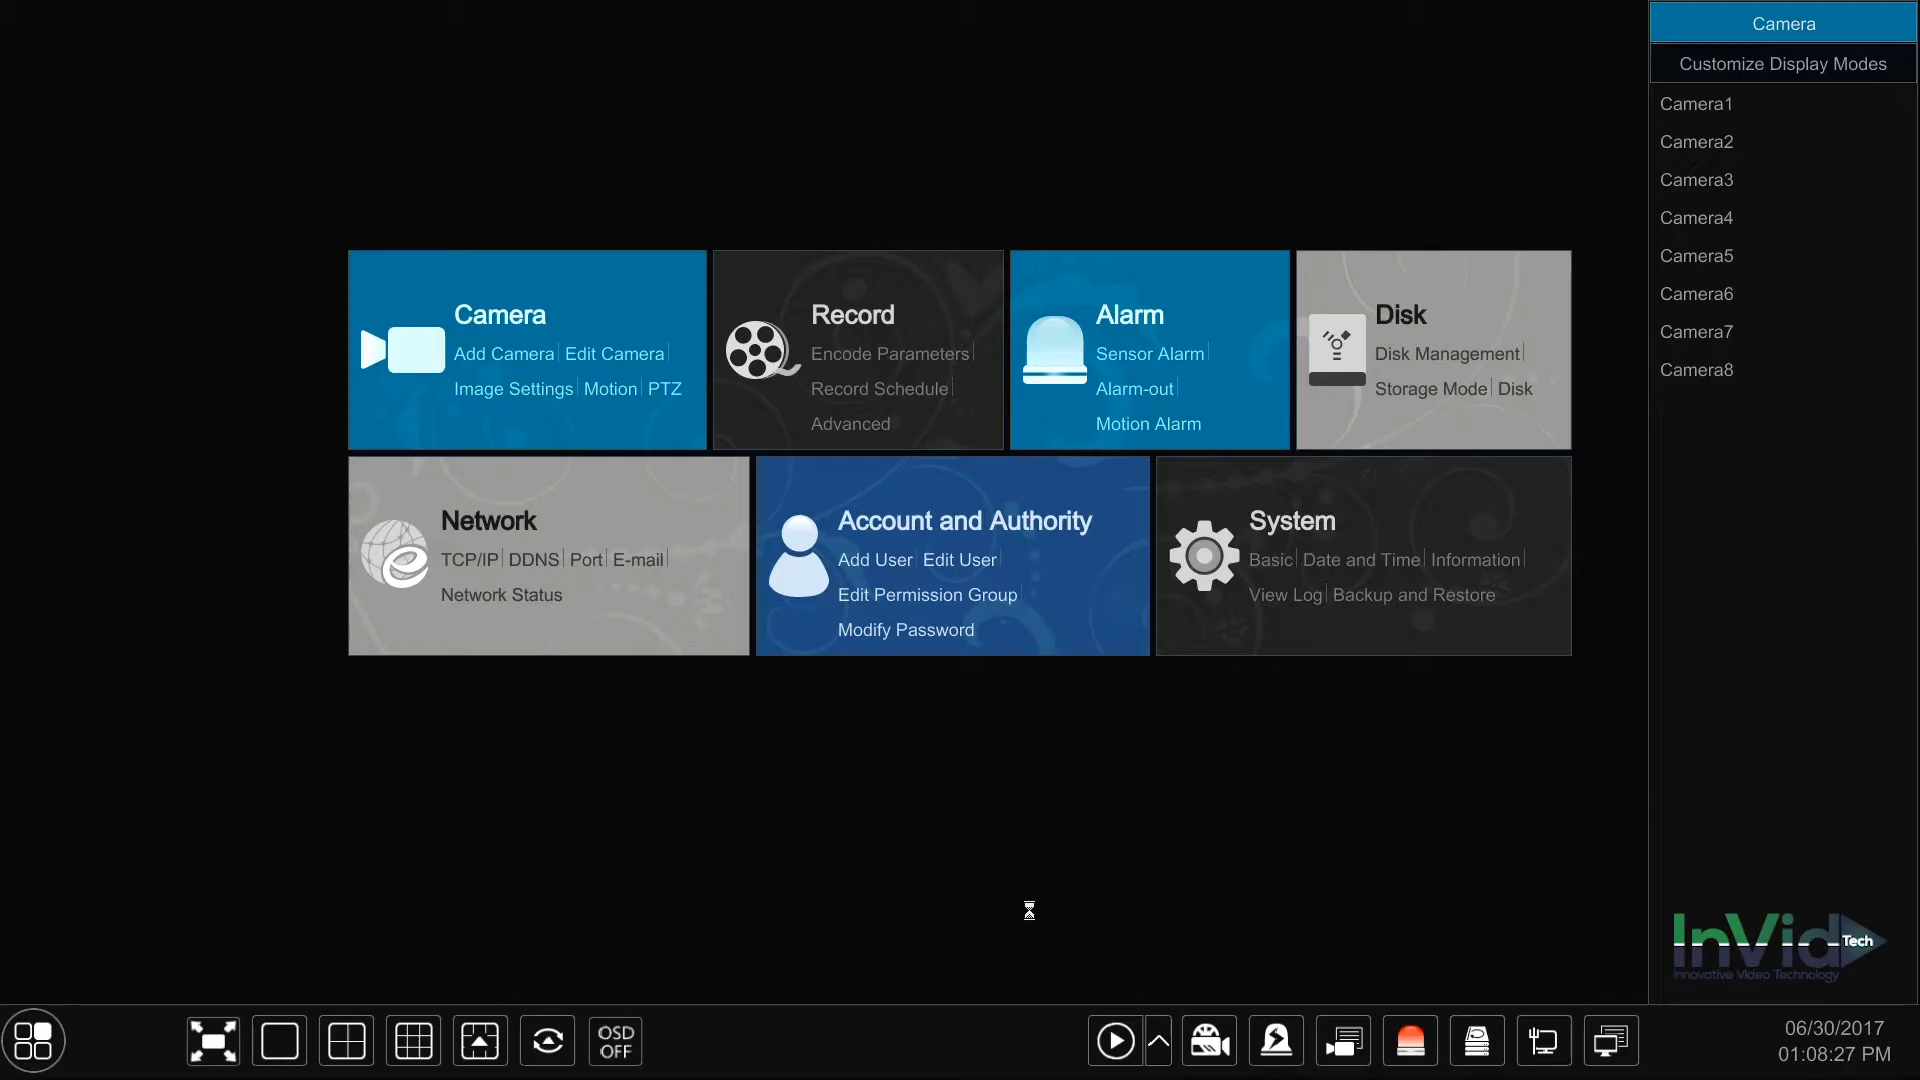 Camera
Customize Display Modes
Camera1
Camera2
Camera3
Camera4
Camera5
Camera6
Camera7
Camera8
Camera
Add Camera Edit Camera
Image Settings Motion PTZ
Record
Encode Parameters
Record Schedule
Advanced
Alarm
Sensor Alarm
Alarm-out
Motion Alarm
Disk
Disk Management
Storage Mode Disk
Network
TCP/IP DDNS Port E-mail
Network Status
Account and Authority
Add User Edit User
Edit Permission Group
Modify Password
System
Basic Date and Time Information
View Log Backup and Restore
InVid Tech
Innovative Video Technology
OSD
OFF
06/30/2017
01:08:27 PM